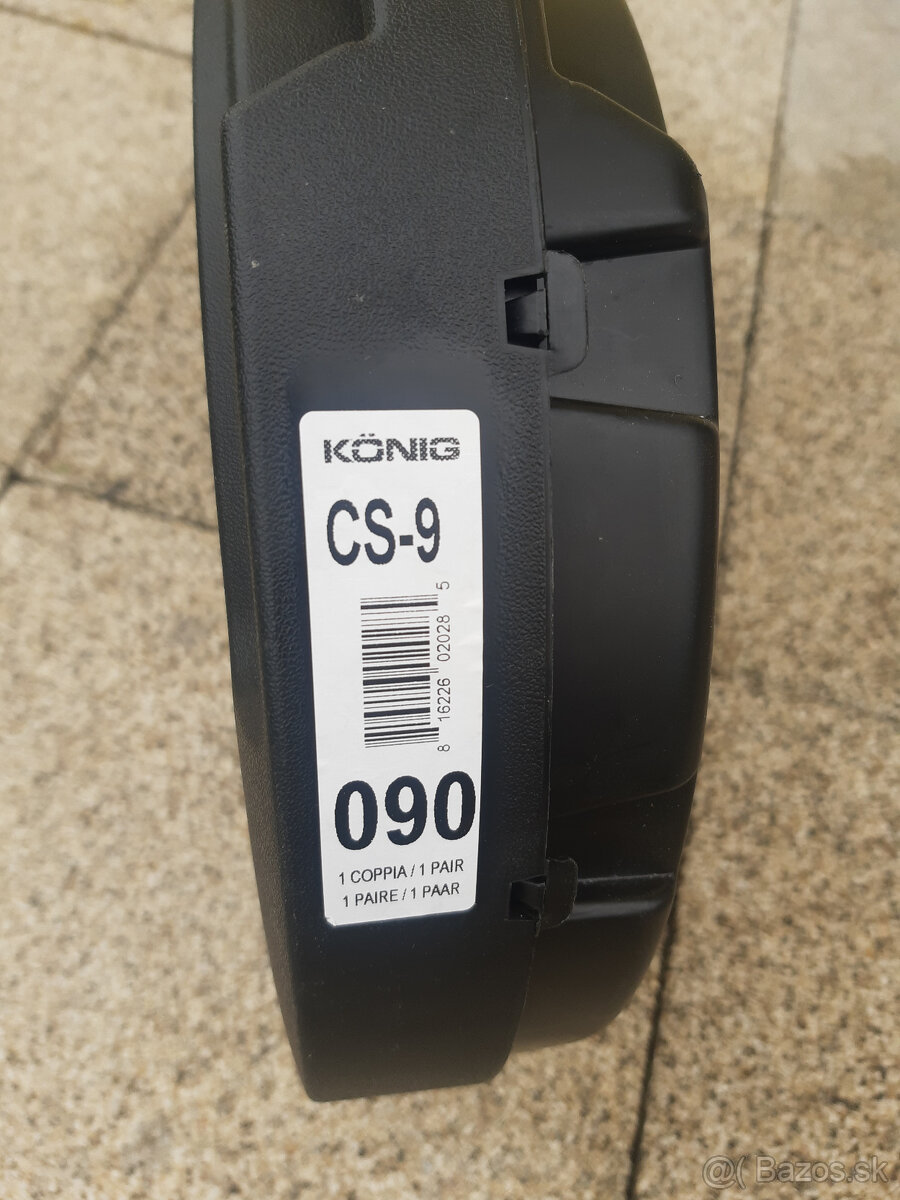 KÖNIG
CS-9
8 16226 02028 5
090
1 COPPIA / 1 PAIR
1 PAIRE / 1 PAAR
@( Bazos.sk